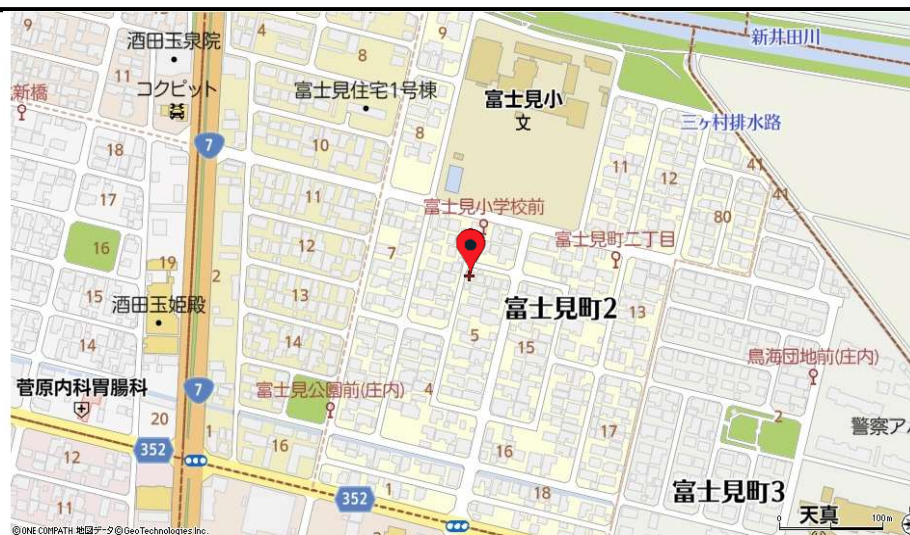 9
酒田玉泉院
4
9
新井田川
11
コクピット
8
富士見住宅1号棟
富士見小
文
新橋
7
8
三ヶ村排水路
18
10
11
12
41
17
11
41
富士見小学校前
80
富士見町二丁目
16
19
2
12
7
15
酒田玉姫殿
13
富士見町2
13
14
14
5
15
鳥海団地前(庄内)
7
菅原内科胃腸科
富士見公園前(庄内)
4
2
20
1
17
警察アパ
352
16
16
12
352
1
18
富士見町3
11
天真
0
100m
©ONE COMPATH 地図データ©GeoTechnologies, Inc.